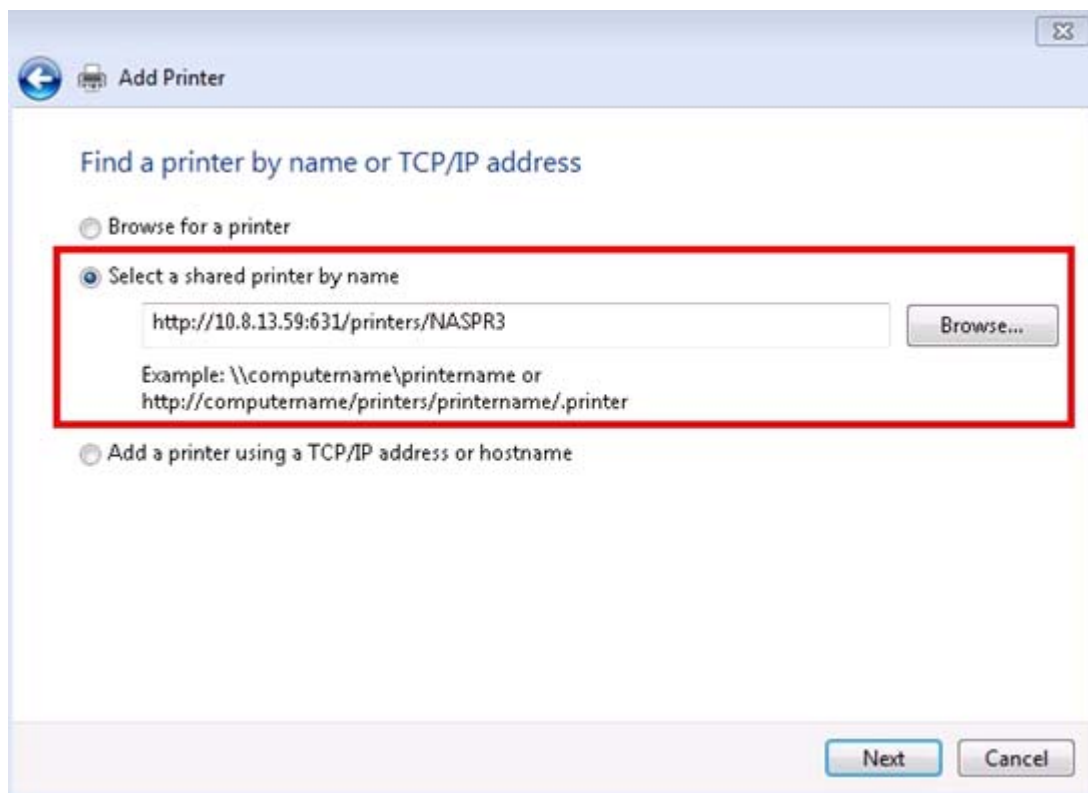 Add Printer
Find a printer by name or TCP/IP address
Browse for a printer
Select a shared printer by name
http://10.8.13.59:631/printers/NASPR3
Browse...
Example: \\computername\printername or
http://computername/printers/printername/.printer
Add a printer using a TCP/IP address or hostname
Next
Cancel